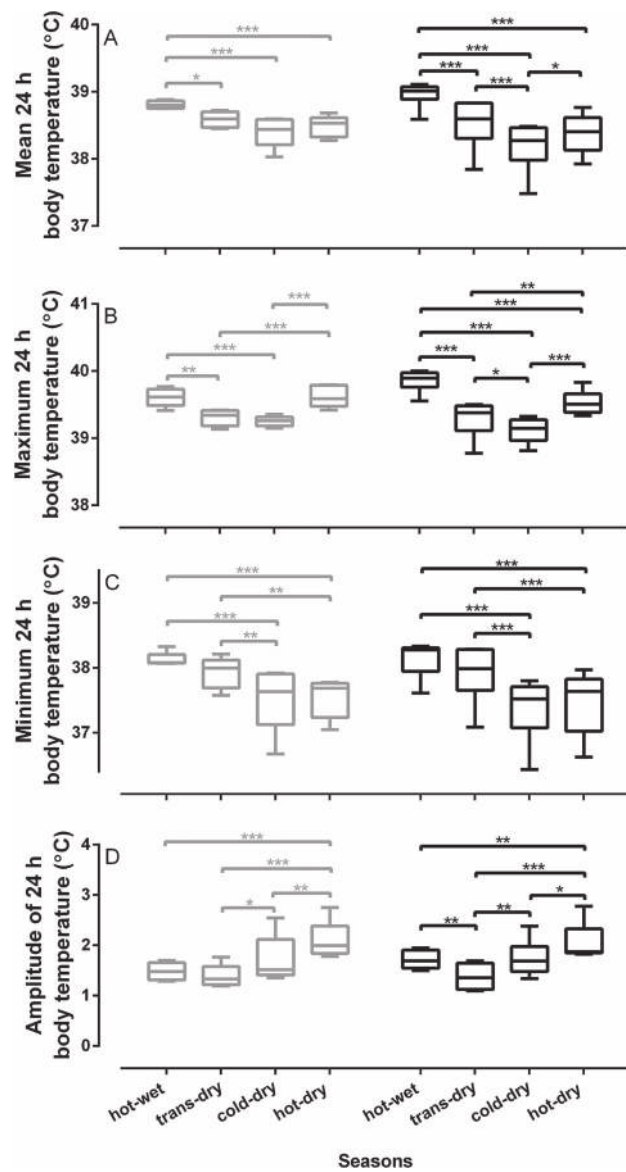 A
Mean 24 h
body temperature (°C)
40
39
38
37
***
***
*
***
***
***
***
*
B
Maximum 24 h
body temperature (°C)
41
40
39
38
***
***
***
**
**
***
***
***
***
*
C
Minimum 24 h
body temperature (°C)
39
38
37
***
**
***
**
***
***
***
***
D
Amplitude of 24 h
body temperature (°C)
4
3
2
1
0
***
***
*
**
**
***
**
*
**
hot-wet
trans-dry
cold-dry
hot-dry
hot-wet
trans-dry
cold-dry
hot-dry
Seasons